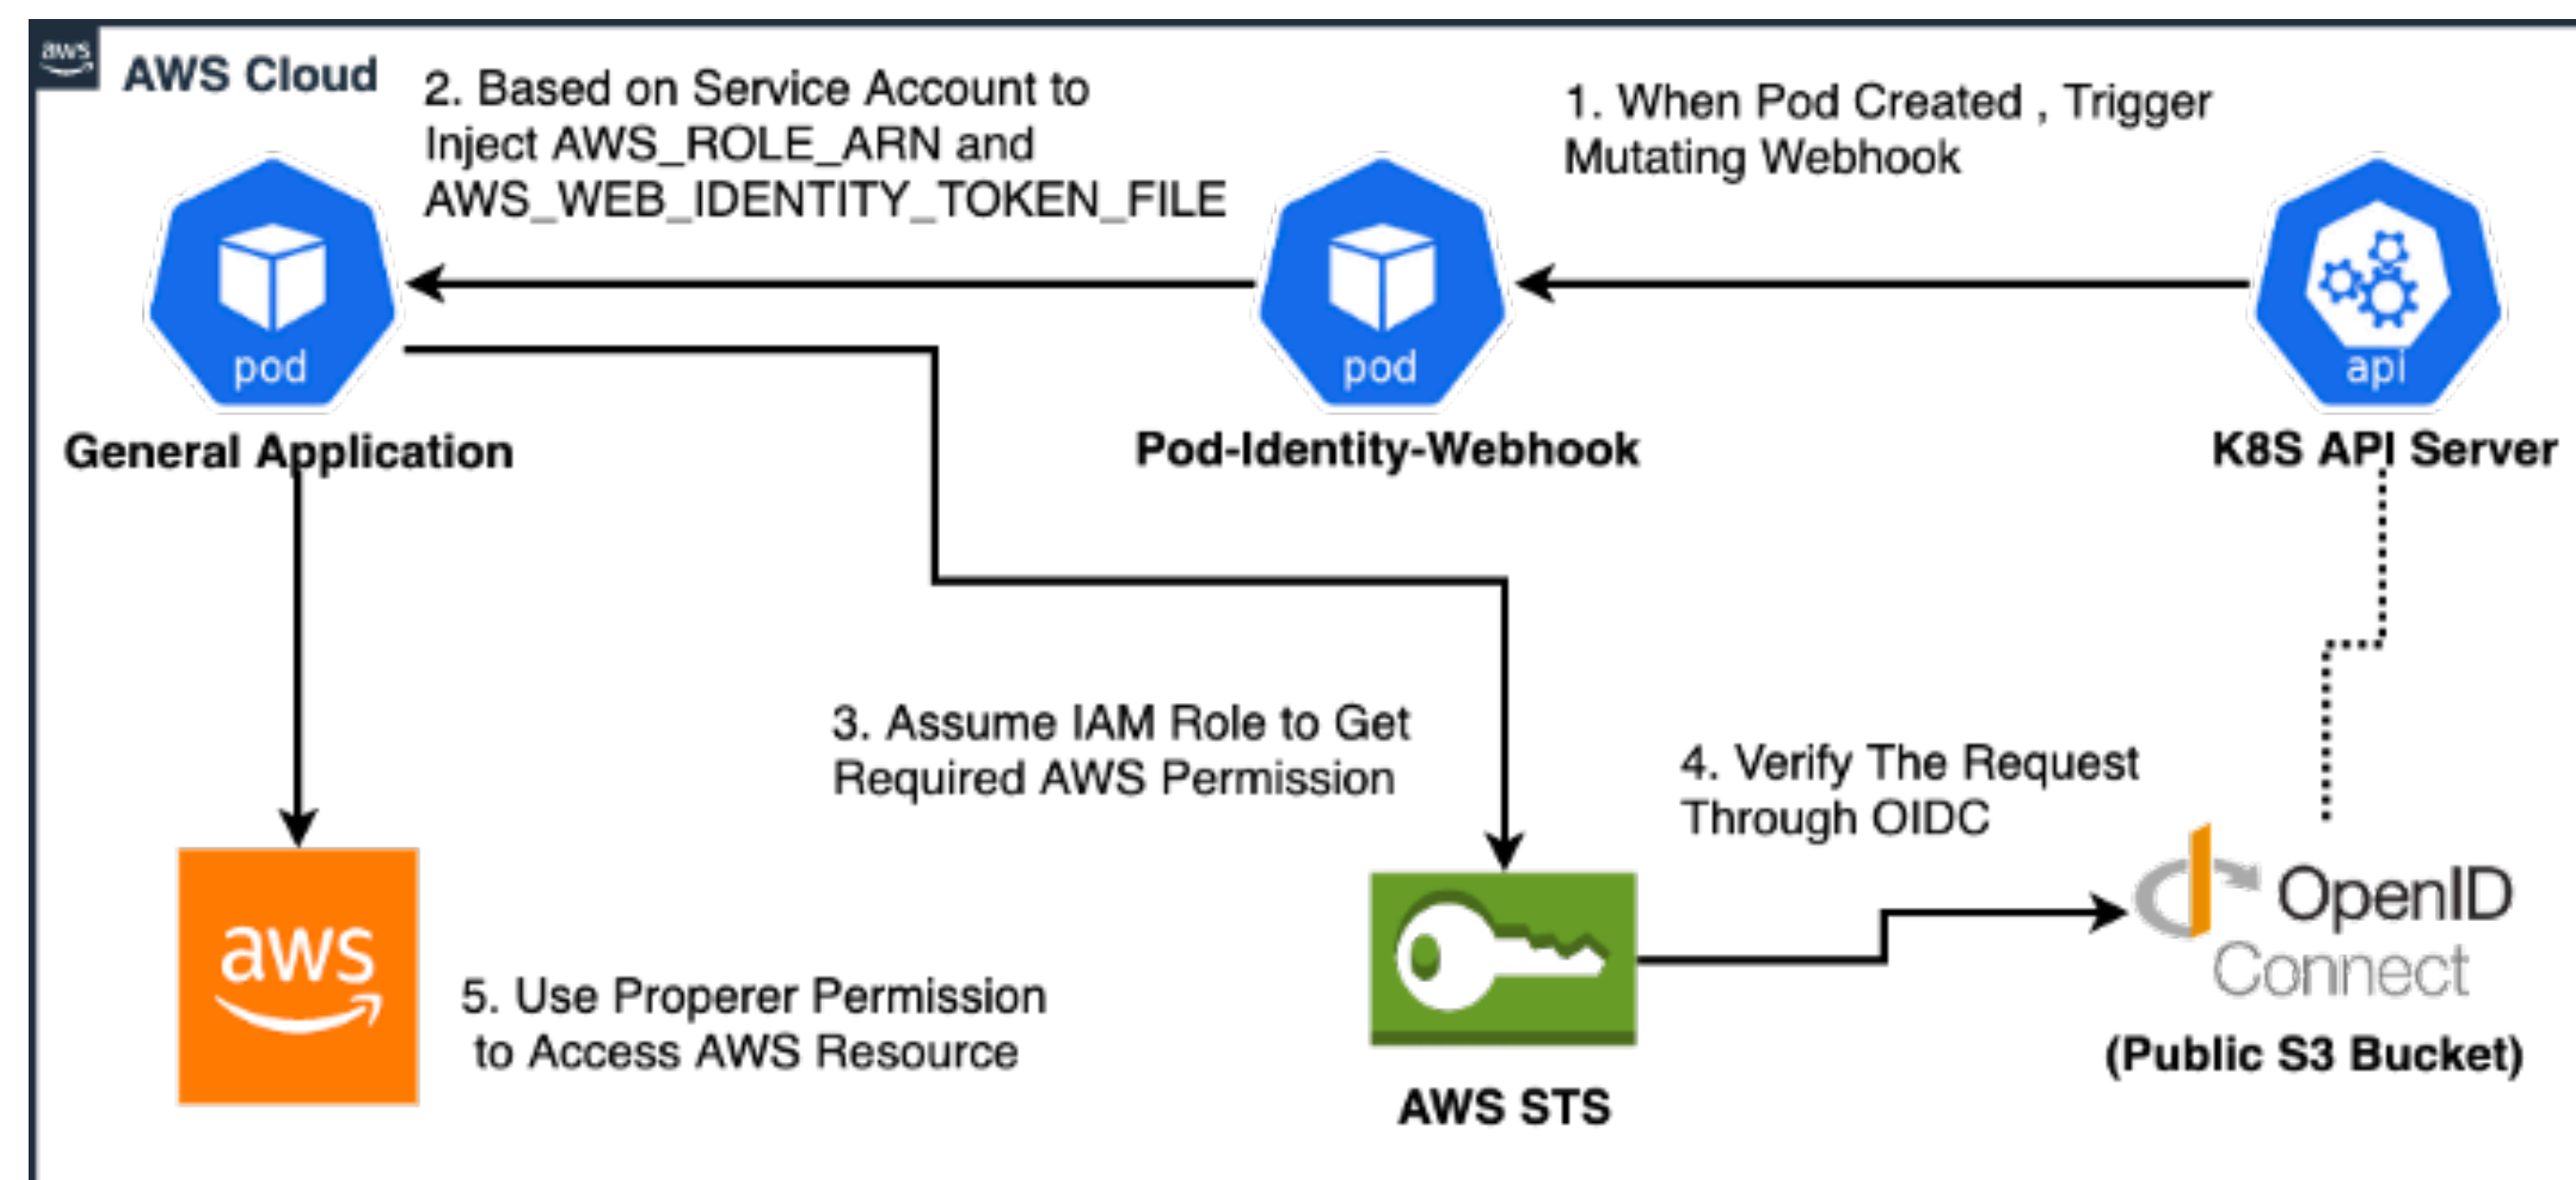 aws
AWS Cloud
2. Based on Service Account to
Inject AWS_ROLE_ARN and
AWS_WEB_IDENTITY_TOKEN_FILE
1. When Pod Created , Trigger
Mutating Webhook
pod
pod
api
General Application
Pod-Identity-Webhook
K8S API Server
3. Assume IAM Role to Get
Required AWS Permission
4. Verify The Request
Through OIDC
aws
5. Use Properer Permission
to Access AWS Resource
OpenID
Connect
(Public S3 Bucket)
AWS STS